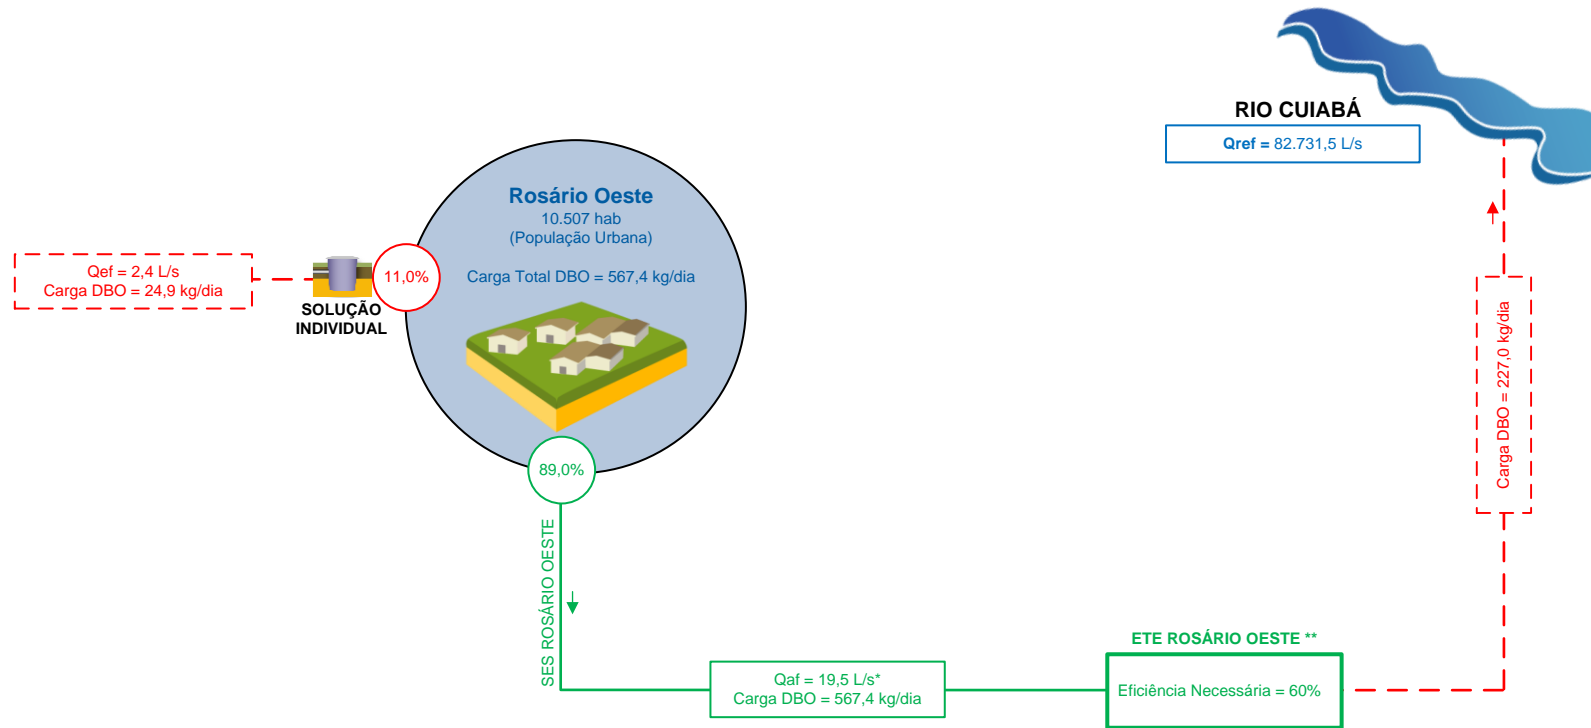 RIO CUIABÁ
Qref = 82.731,5 L/s
Rosário Oeste
10.507 hab
(População Urbana)
Carga Total DBO = 567,4 kg/dia
Qef = 2,4 L/s
Carga DBO = 24,9 kg/dia
11,0%
SOLUÇÃO
INDIVIDUAL
89,0%
SES ROSÁRIO OESTE
Qaf = 19,5 L/s*
Carga DBO = 567,4 kg/dia
ETE ROSÁRIO OESTE **
Eficiência Necessária = 60%
Carga DBO = 227,0 kg/dia